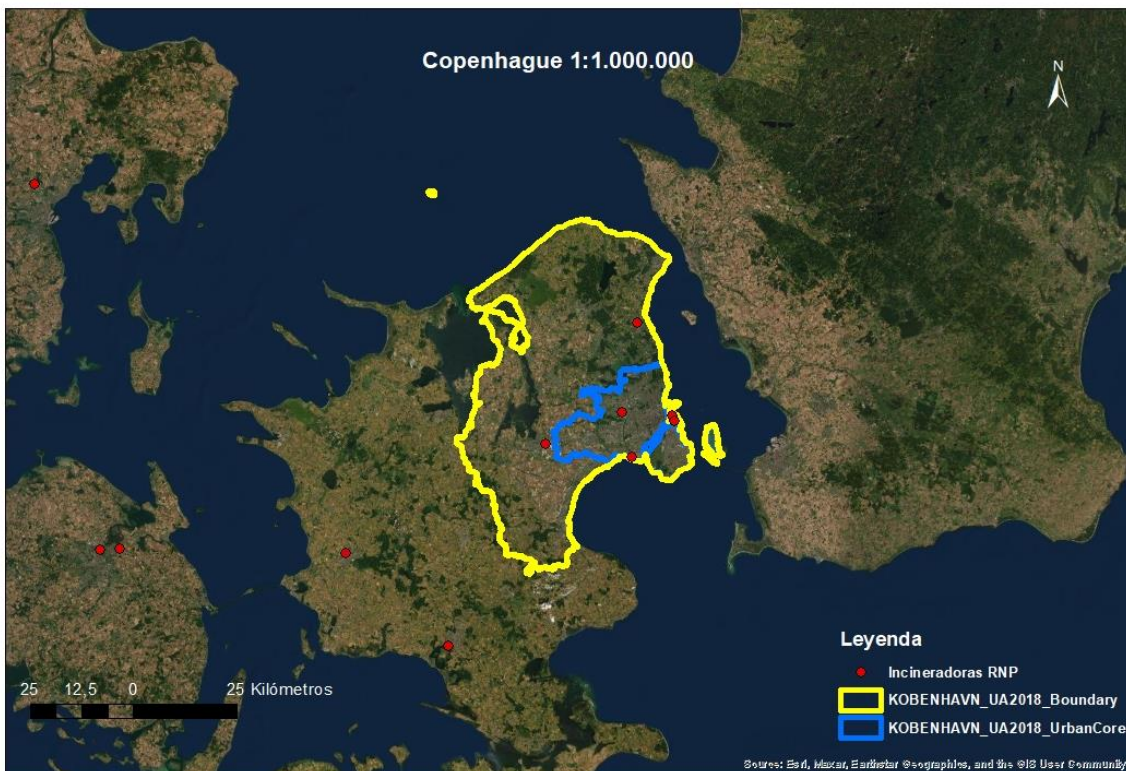 Copenhague 1:1.000.000
N
Leyenda
Incineradoras RNP
KOBENHAVN_UA2018_Boundary
KOBENHAVN_UA2018_UrbanCore
25 12,5 0 25 Kilómetros
Source: Esri, Maxar, Earthstar Geographics, and the GIS User Community